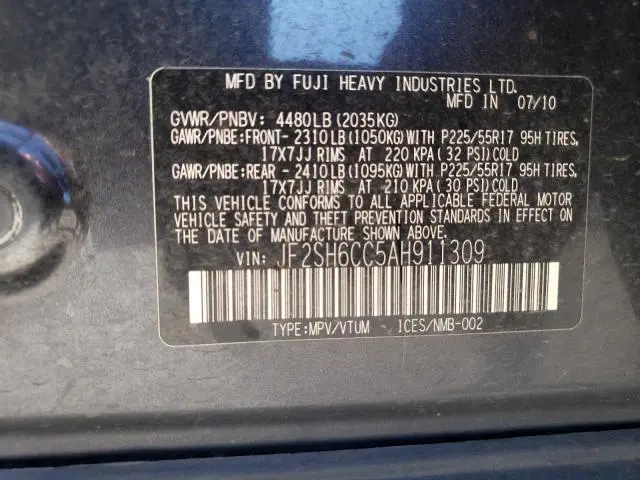 MFD BY FUJI HEAVY INDUSTRIES LTD.
MFD IN 07/10
GVWR/PNBV: 4480LB (2035KG)
GAWR/PNBE:FRONT- 2310LB(1050KG)WITH P225/55R17 95H TIRES,
17X7JJ RIMS AT 220 KPA (32 PSI)COLD
GAWR/PNBE:REAR - 2410LB(1095KG)WITH P225/55R17 95H TIRES,
17X7JJ RIMS AT 210 KPA (30 PSI)COLD
THIS VEHICLE CONFORMS TO ALL APPLICABLE FEDERAL MOTOR
VEHICLE SAFETY AND THEFT PREVENTION STANDARDS IN EFFECT ON
THE DATE OF MANUFACTURE SHOWN ABOVE.
VIN: JF2SH6CC5AH911309
TYPE:MPV/VTUM ICES/NMB-002